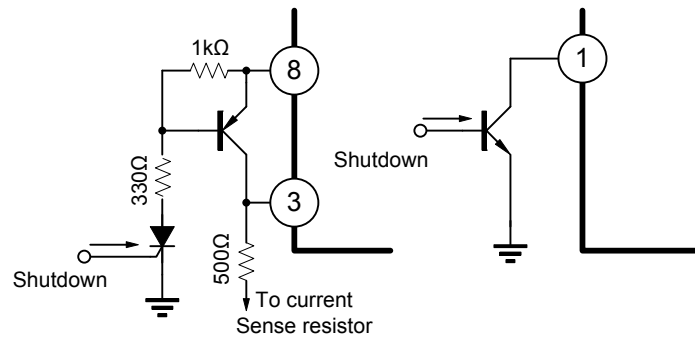 1kΩ
8
1
Shutdown
330Ω
3
500Ω
Shutdown
To current
Sense resistor